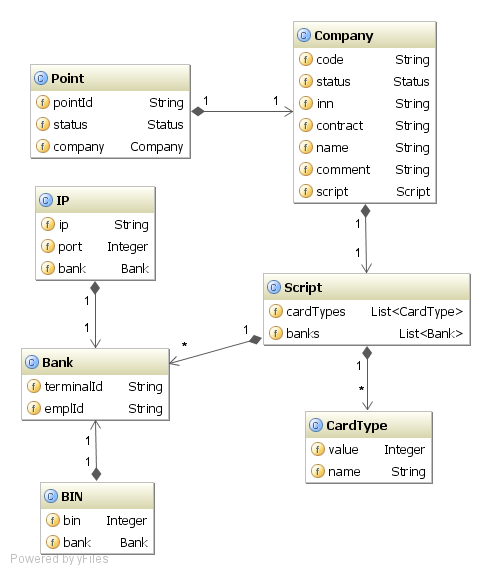 C Company
f code String
f status Status
f inn String
f contract String
f name String
f comment String
f script Script
C Point
f pointId String
f status Status
f company Company
1 1
C IP
f ip String
f port Integer
f bank Bank
1
1
1
1
C Script
f cardTypes List<CardType>
f banks List<Bank>
1
*
C Bank
f terminalId String
f emplId String
1
*
C CardType
f value Integer
f name String
1
1
C BIN
f bin Integer
f bank Bank
Powered by yFiles